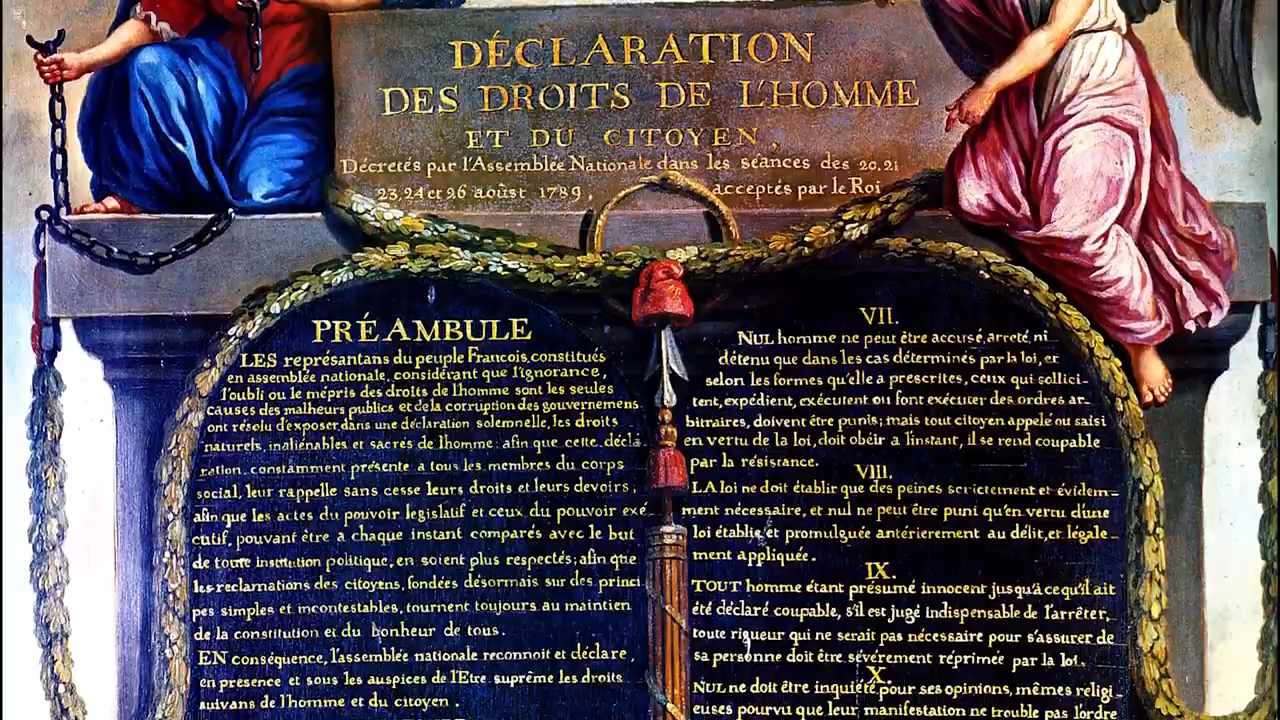 DÉCLARATION
DES DROITS DE L'HOMME
ET DU CITOYEN,
Décretés par l'Assemblée Nationale dans les séances des 20, 21
23, 24 et 26 aoûst 1789, acceptés par le Roi
PRÉAMBULE
LES représantans du peuple Francois, constitués
en assemblée nationale, considérant que l'ignorance,
l'oubli ou le mépris des droits de l'homme sont les seules
causes des malheurs publics et de la corruption des gouvernemens
ont résolu d'exposer, dans une déclaration solemnelle, les droits
naturels, inaliénables et sacrés de l'homme: afin que cette décla-
ration, constamment présente a tous les membres du corps
social, leur rappelle sans cesse leurs droits et leurs devoirs;
afin que les actes du pouvoir legislatif et ceux du pouvoir exé-
cutif, pouvant être a chaque instant comparés avec le but
de toute institution politique, en soient plus respectés; afin que
les reclamations des citoyens, fondées désormais sur des princi
pes simples et incontestables, tournent toujours au maintien
de la constitution et du bonheur de tous.
EN conséquence, l'assemblée nationale reconnoit et déclare,
en presence et sous les auspices de l'Etre suprême les droits
suivans de l'homme et du citoyen.
VII.
NUL homme ne peut être accusé, arreté, ni
détenu que dans les cas déterminés par la loi, et
selon les formes qu'elle a prescrites, ceux qui sollici-
tent, expédient, exécutent ou font exécuter des ordres ar-
bitraires, doivent être punis; mais tout citoyen appelé ou saisi
en vertu de la loi, doit obéir a l'instant, il se rend coupable
par la résistance.
VIII.
LA loi ne doit établir que des peines strictement et évidem-
ment nécessaire, et nul ne peut être puni qu'en vertu d'une
loi établie et promulguée antérierement au délit, et légale-
ment appliquée.
IX.
TOUT homme étant présumé innocent jusqu'à ce qu'il ait
été déclaré coupable, s'il est jugé indispensable de l'arrêter,
toute rigueur qui ne serait pas nécessaire pour s'assurer de
sa personne doit être sévérement réprimée par la loi.
X.
NUL ne doit être inquiété pour ses opinions, mêmes religi-
euses pourvu que leur manifestation ne trouble pas l'ordre